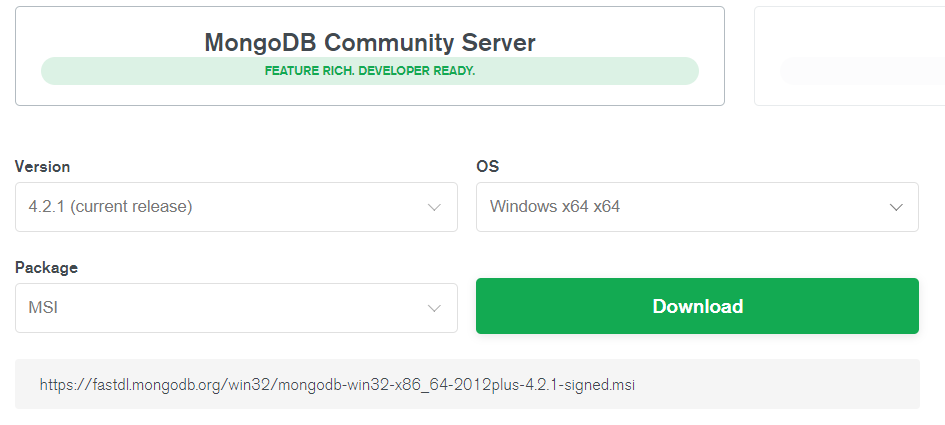 MongoDB Community Server
FEATURE RICH. DEVELOPER READY.
Version
OS
4.2.1 (current release)
Windows x64 x64
Package
MSI
Download
https://fastdl.mongodb.org/win32/mongodb-win32-x86_64-2012plus-4.2.1-signed.msi